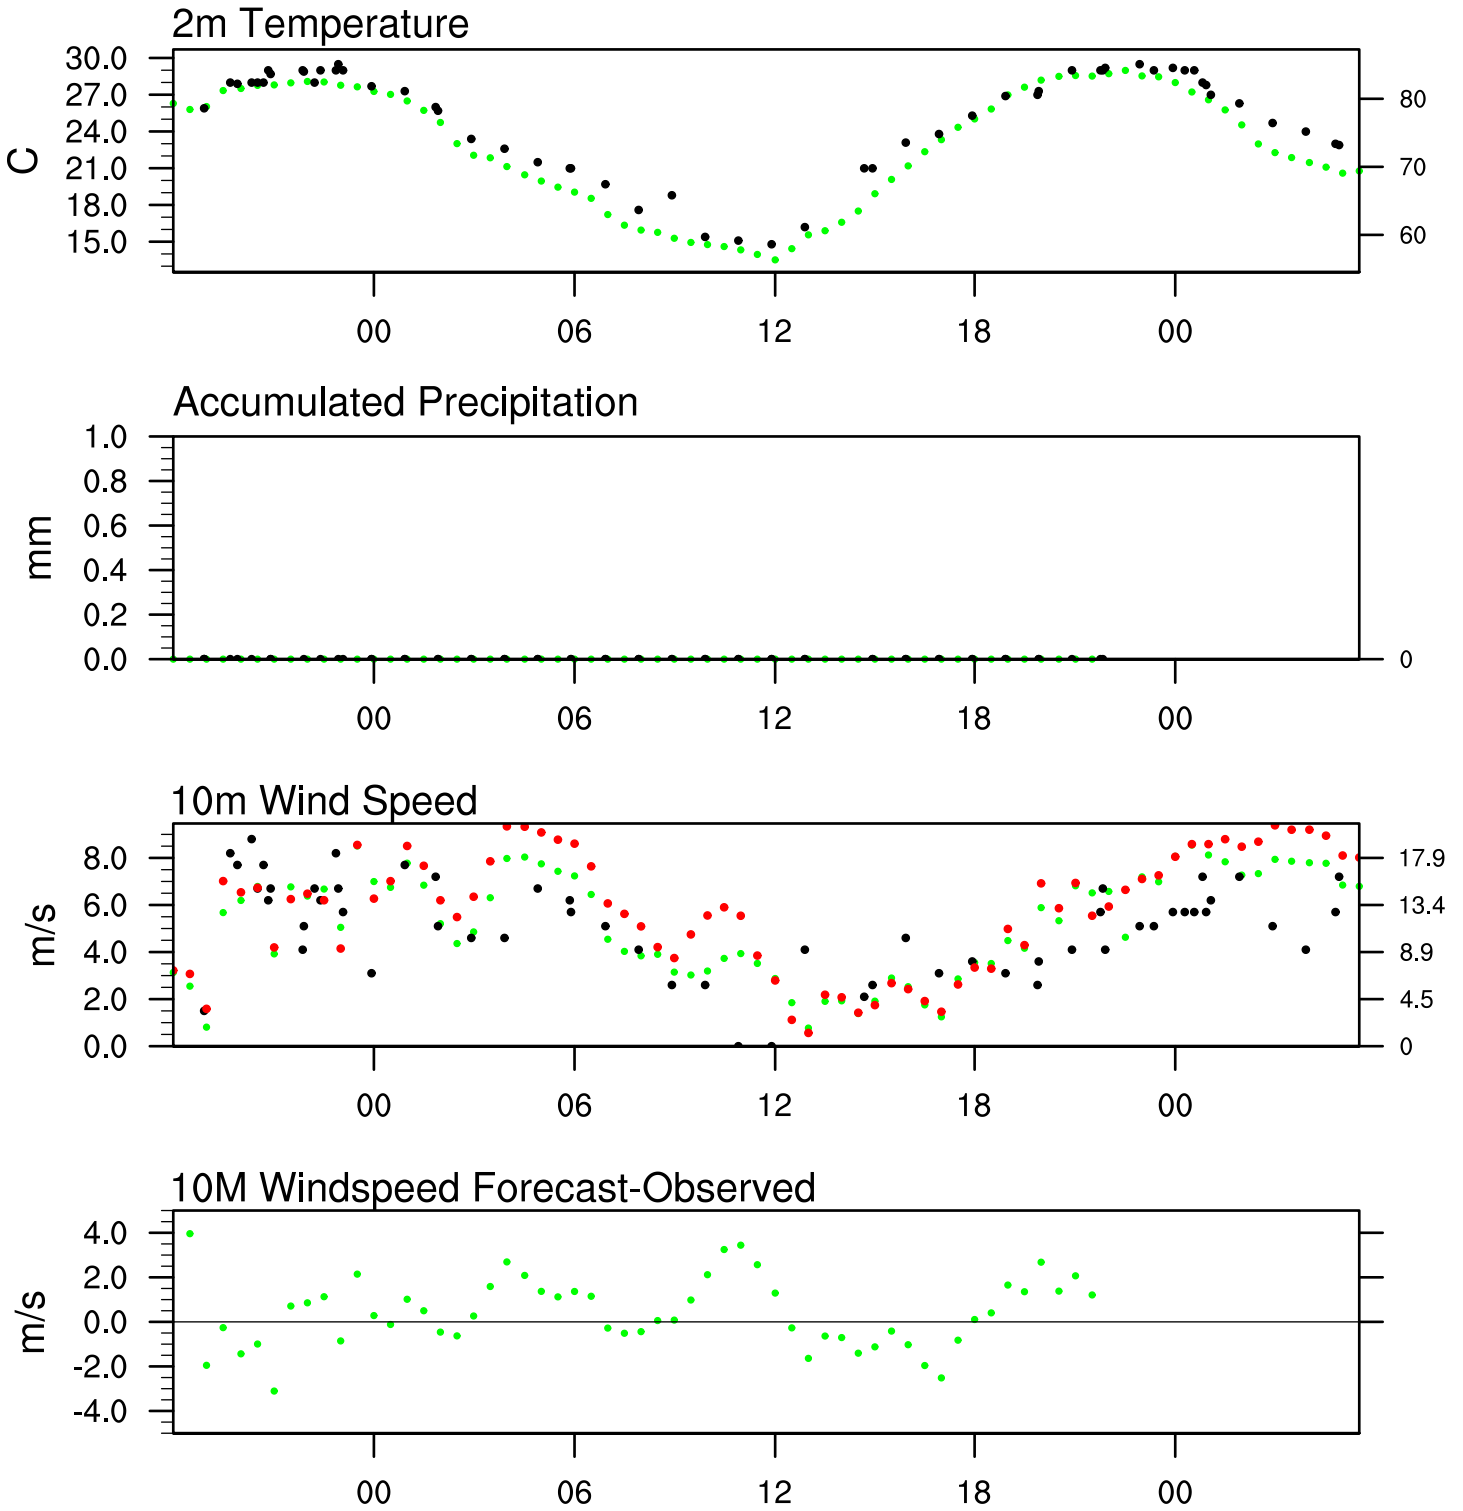 2m Temperature
30.0
27.0
24.0
21.0
18.0
15.0
C
80
70
60
00 06 12 18 00
Accumulated Precipitation
1.0
0.8
0.6
0.4
0.2
0.0
mm
0
00 06 12 18 00
10m Wind Speed
8.0
6.0
4.0
2.0
0.0
m/s
17.9
13.4
8.9
4.5
0
00 06 12 18 00
10M Windspeed Forecast-Observed
4.0
2.0
0.0
-2.0
-4.0
m/s
00 06 12 18 00